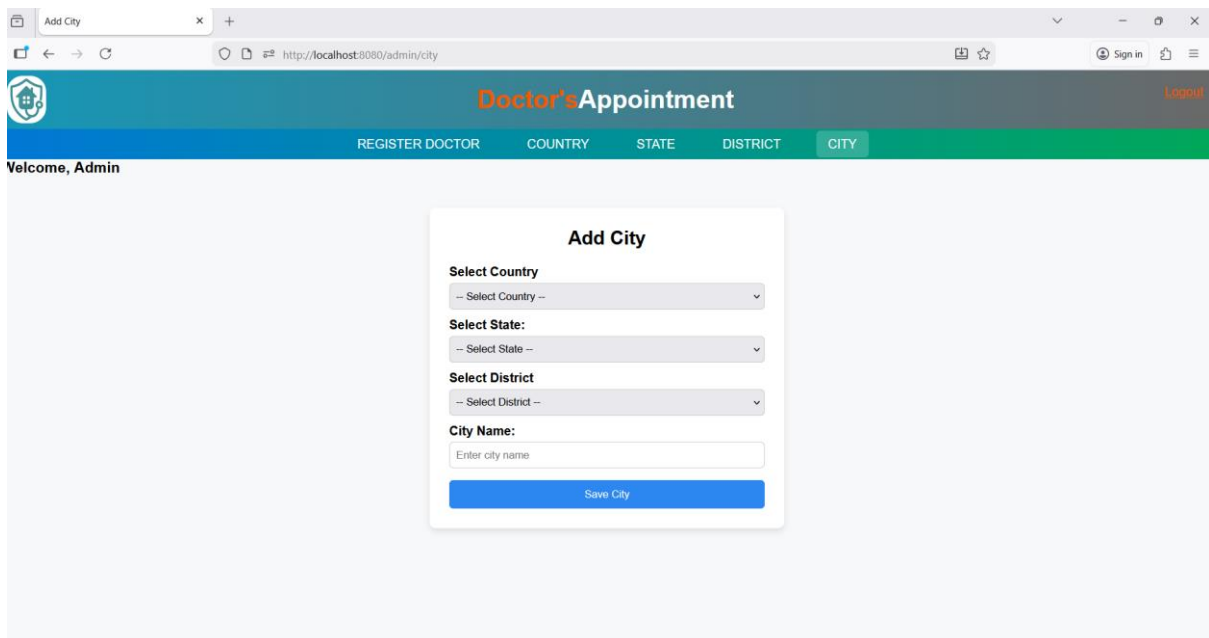 Add City
http://localhost:8080/admin/city
Sign in
Doctor'sAppointment
Logout
REGISTER DOCTOR COUNTRY STATE DISTRICT CITY
Welcome, Admin
Add City
Select Country
-- Select Country --
Select State:
-- Select State --
Select District
-- Select District --
City Name:
Enter city name
Save City